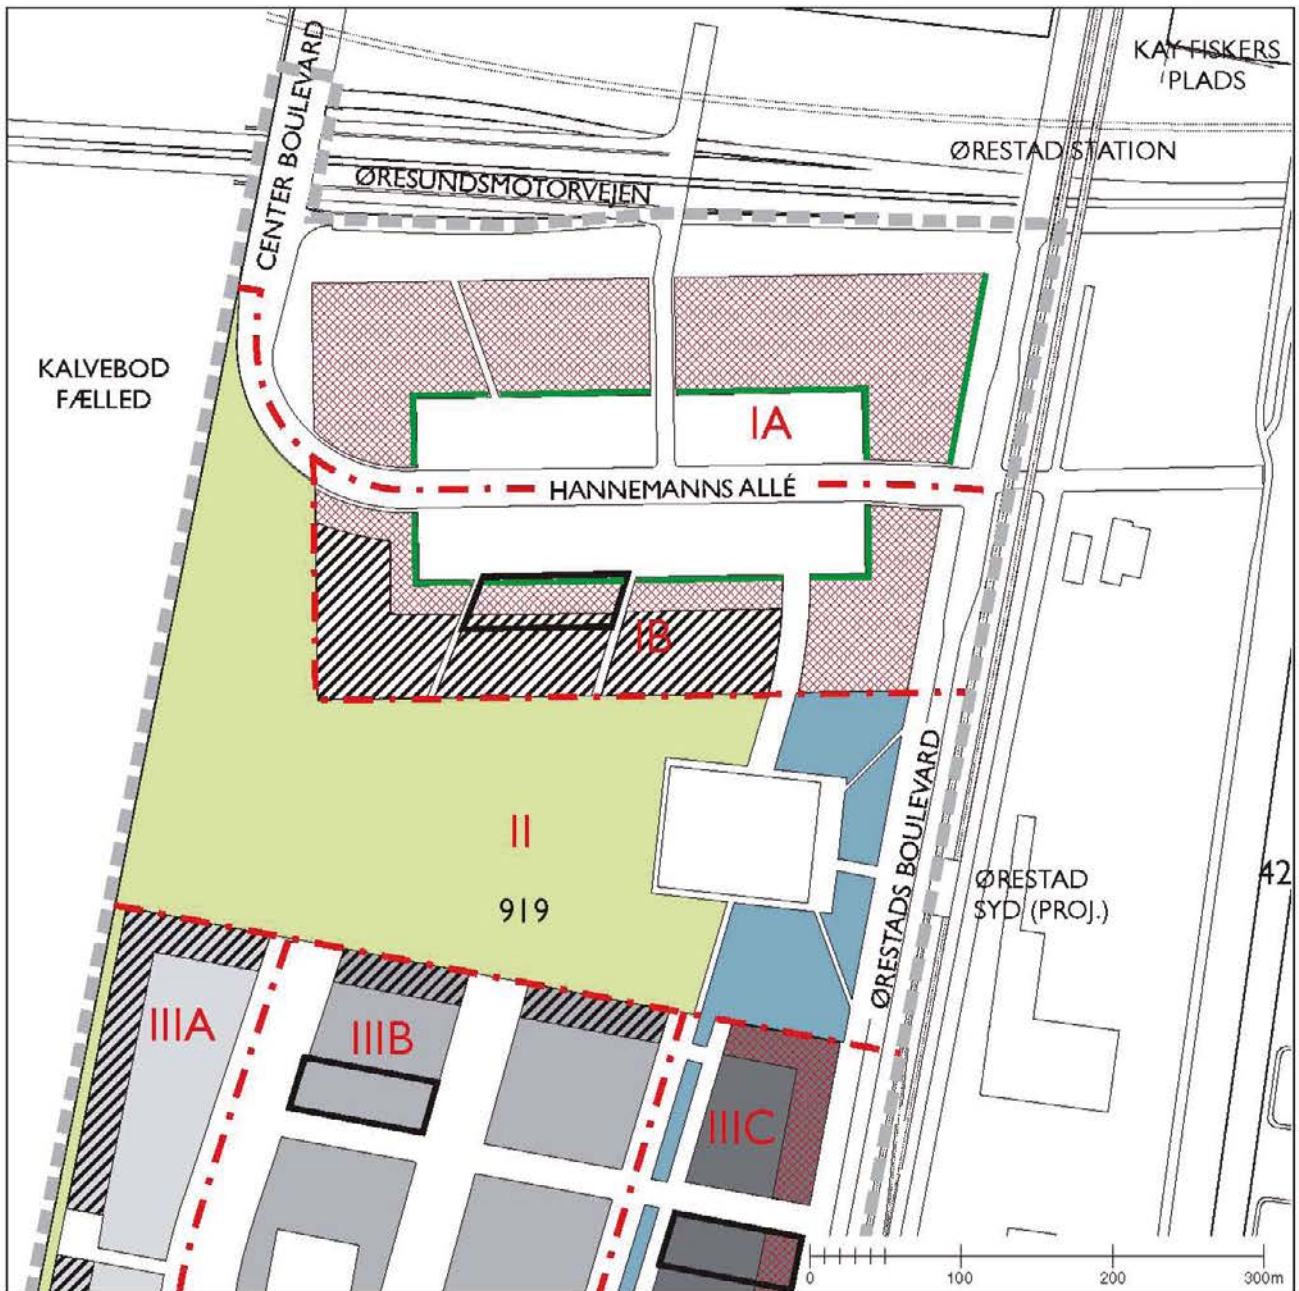 CENTER BOULEVARD
KAY FISKERS
PLADS
ØRESTAD STATION
ØRESUNDSMOTORVEJEN
KALVEBOD
FÆLLED
IA
HANNEMANNS ALLÉ
IB
II
919
ØRESTADS BOULEVARD
ØRESTAD
SYD (PROJ.)
42
IIIA
IIIB
IIIC
0 100 200 300m